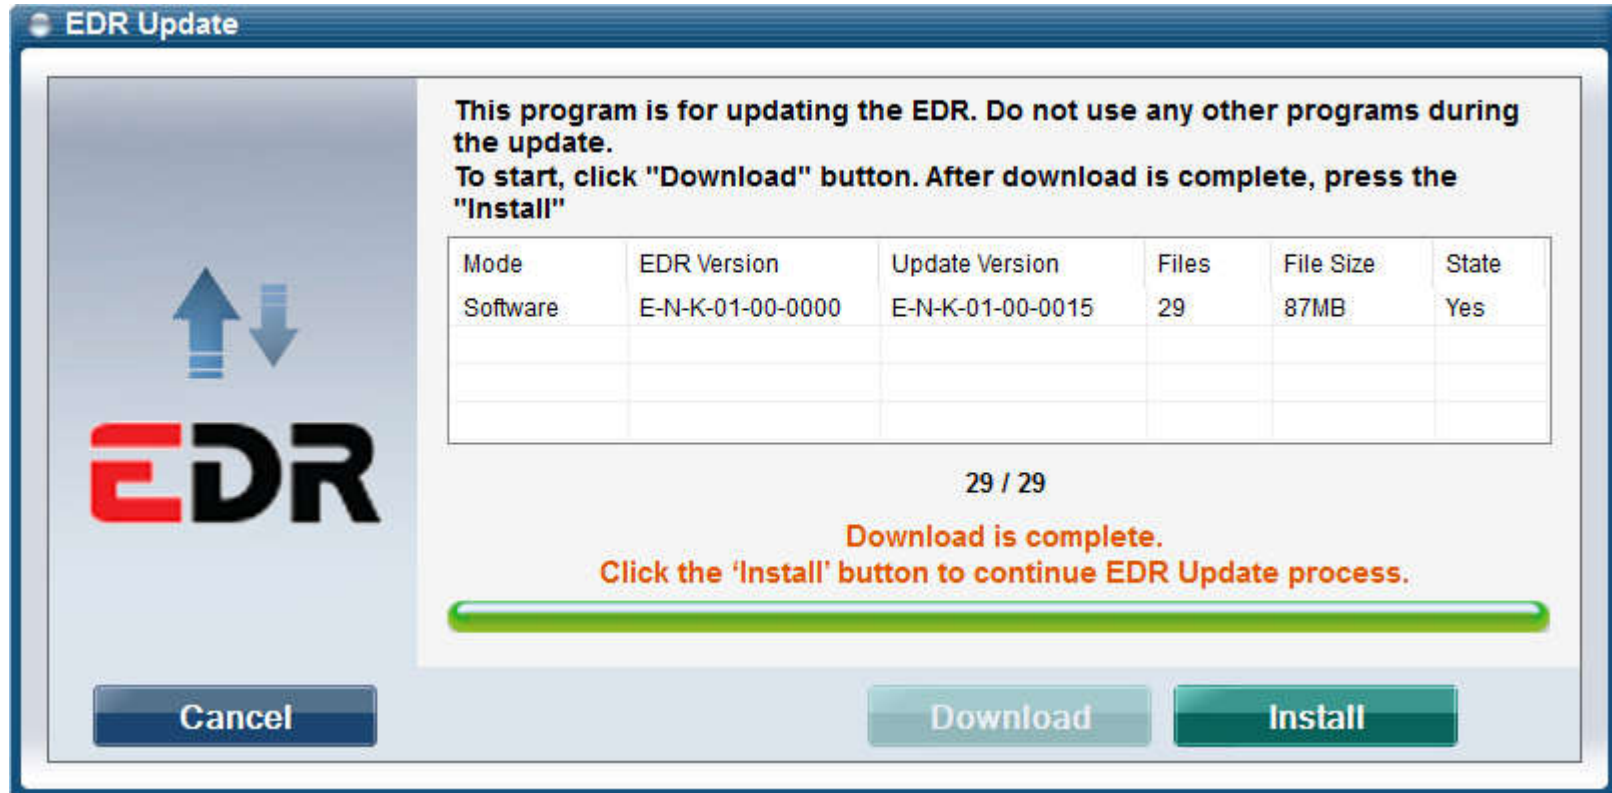 EDR Update
This program is for updating the EDR. Do not use any other programs during
the update.
To start, click "Download" button. After download is complete, press the
"Install"
Mode EDR Version Update Version Files File Size State
Software E-N-K-01-00-0000 E-N-K-01-00-0015 29 87MB Yes
EDR
29 / 29
Download is complete.
Click the ‘Install’ button to continue EDR Update process.
Cancel Download Install